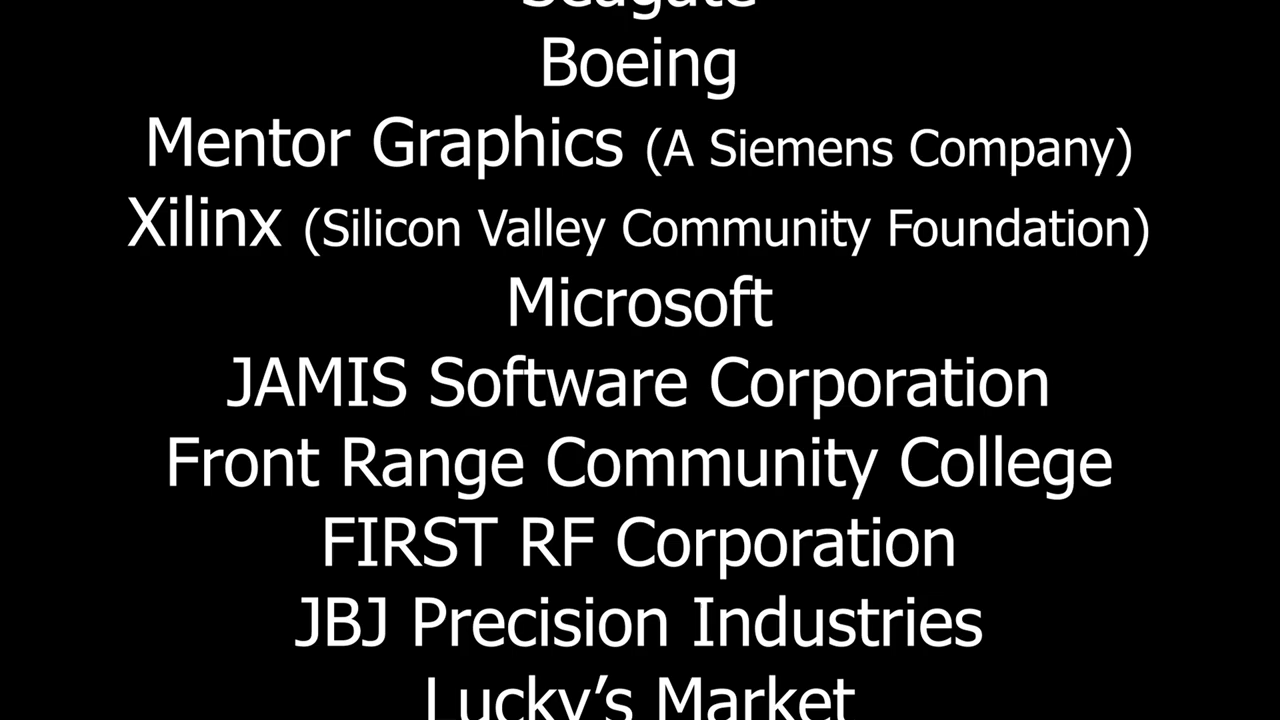 Seagate
Boeing
Mentor Graphics (A Siemens Company)
Xilinx (Silicon Valley Community Foundation)
Microsoft
JAMIS Software Corporation
Front Range Community College
FIRST RF Corporation
JBJ Precision Industries
Lucky’s Market